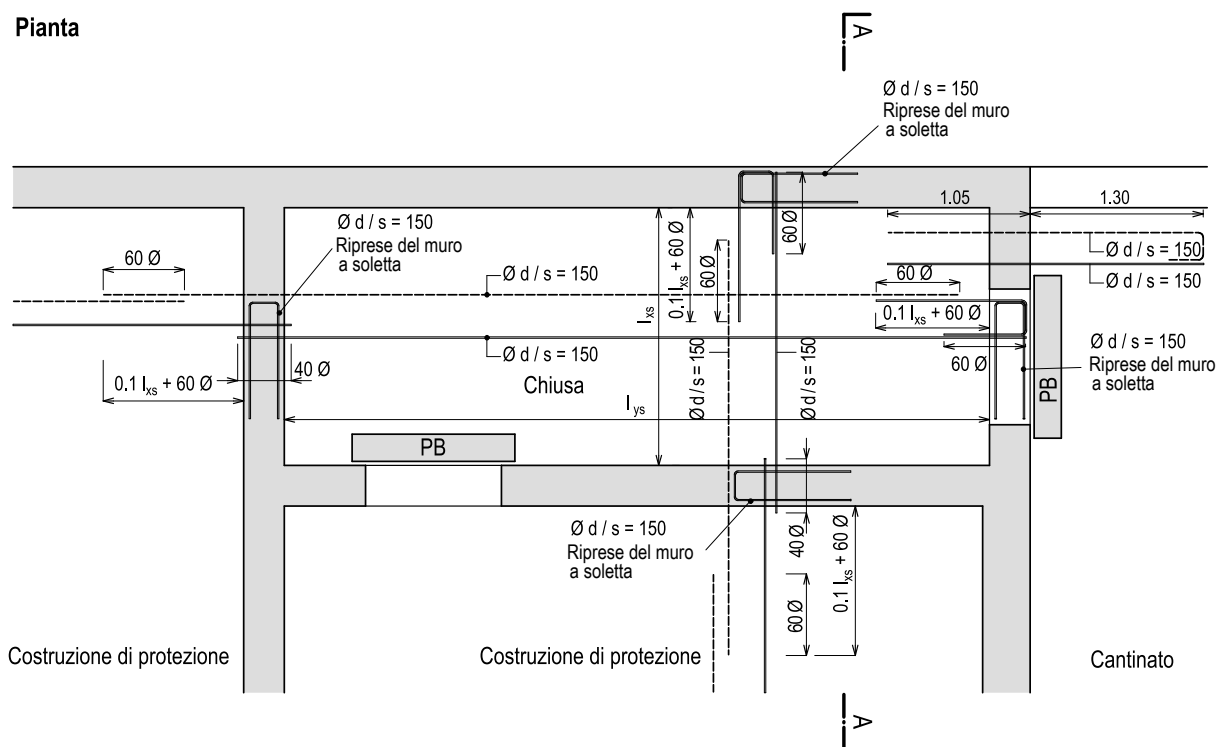 Pianta
A
Ø d / s = 150
Riprese del muro
a soletta
1.05
1.30
Ø d / s = 150
Riprese del muro
a soletta
60 Ø
60 Ø
0.1 lxs + 60 Ø
60 Ø
Ø d / s = 150
Ø d / s = 150
Ø d / s = 150
60 Ø
lxs
0.1 lxs + 60 Ø
Ø d / s = 150
Ø d / s = 150
Ø d / s = 150
60 Ø
Ø d / s = 150
Riprese del muro
a soletta
40 Ø
0.1 lxs + 60 Ø
Chiusa
lys
PB
PB
Ø d / s = 150
Riprese del muro
a soletta
40 Ø
60 Ø
0.1 lxs + 60 Ø
Costruzione di protezione
Costruzione di protezione
Cantinato
A